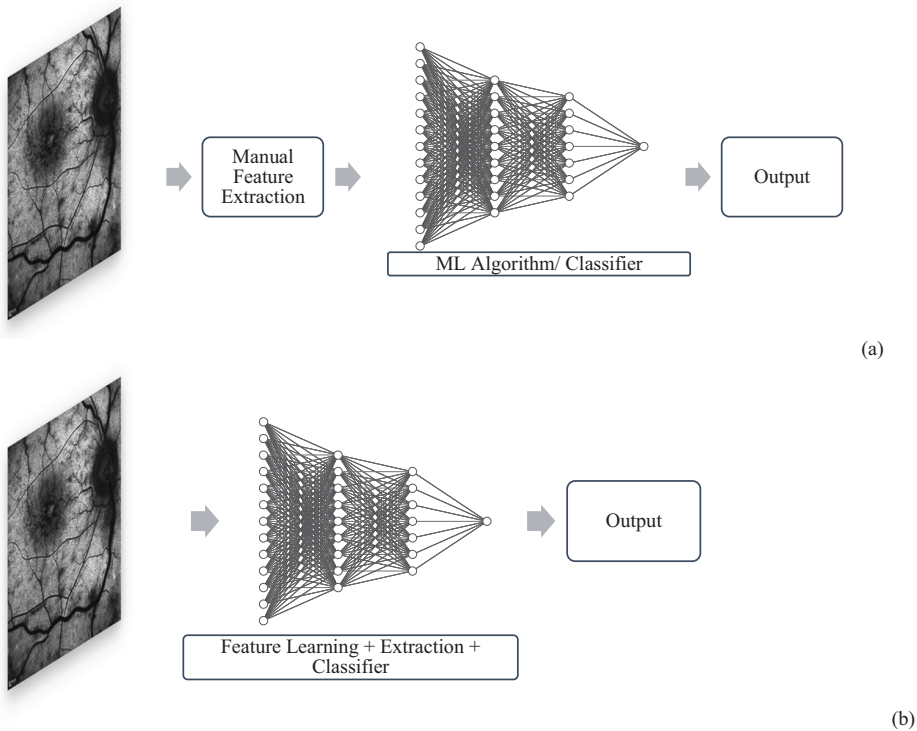 Manual
Feature
Extraction
Output
ML Algorithm/ Classifier
(a)
Output
Feature Learning + Extraction +
Classifier
(b)